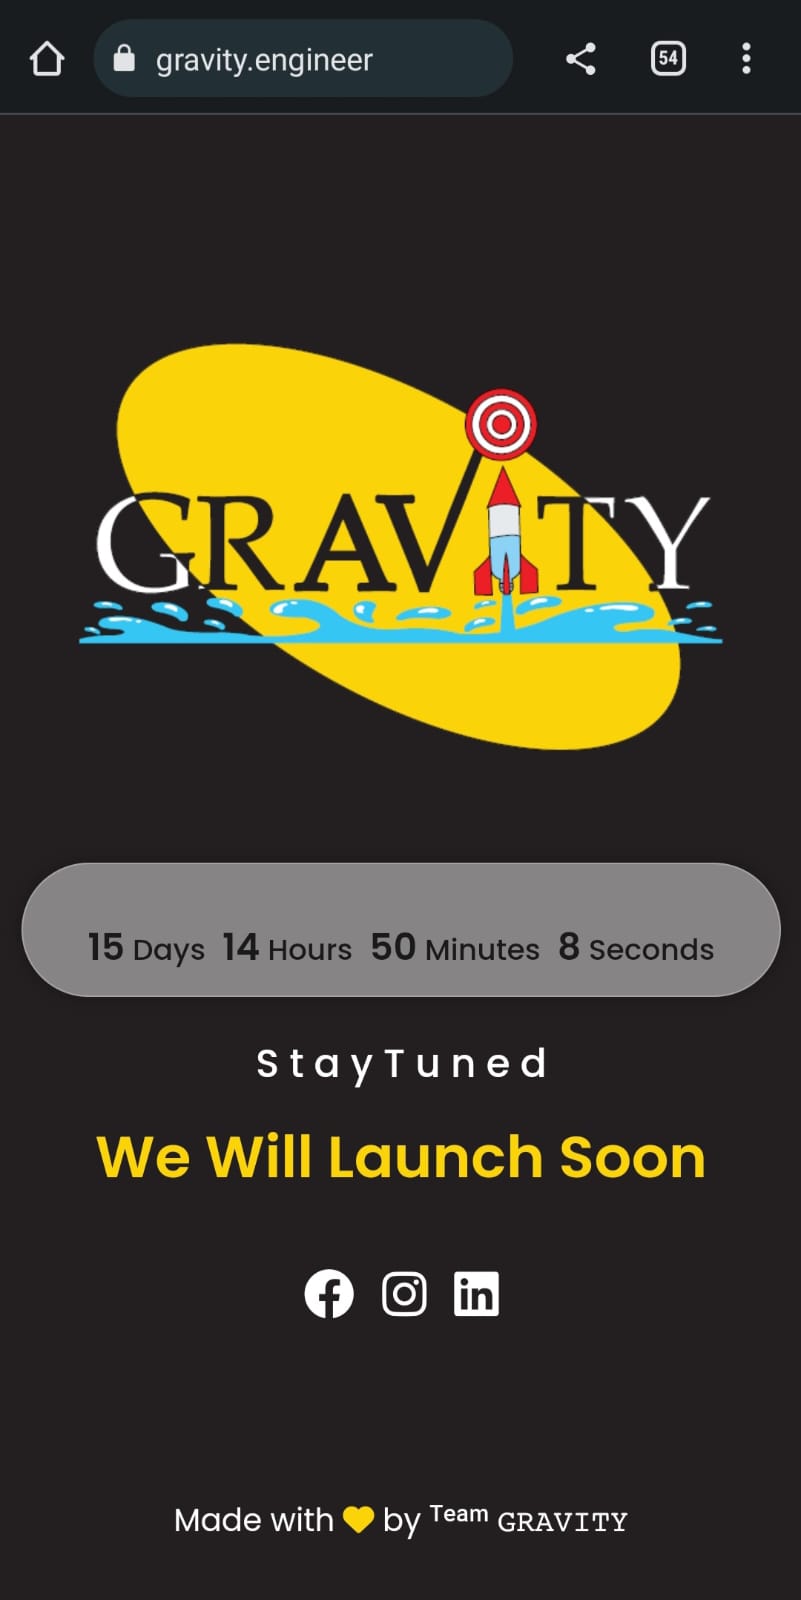 gravity.engineer
54
GRAVITY
15 Days 14 Hours 50 Minutes 8 Seconds
StayTuned
We Will Launch Soon
in
Made with by Team GRAVITY